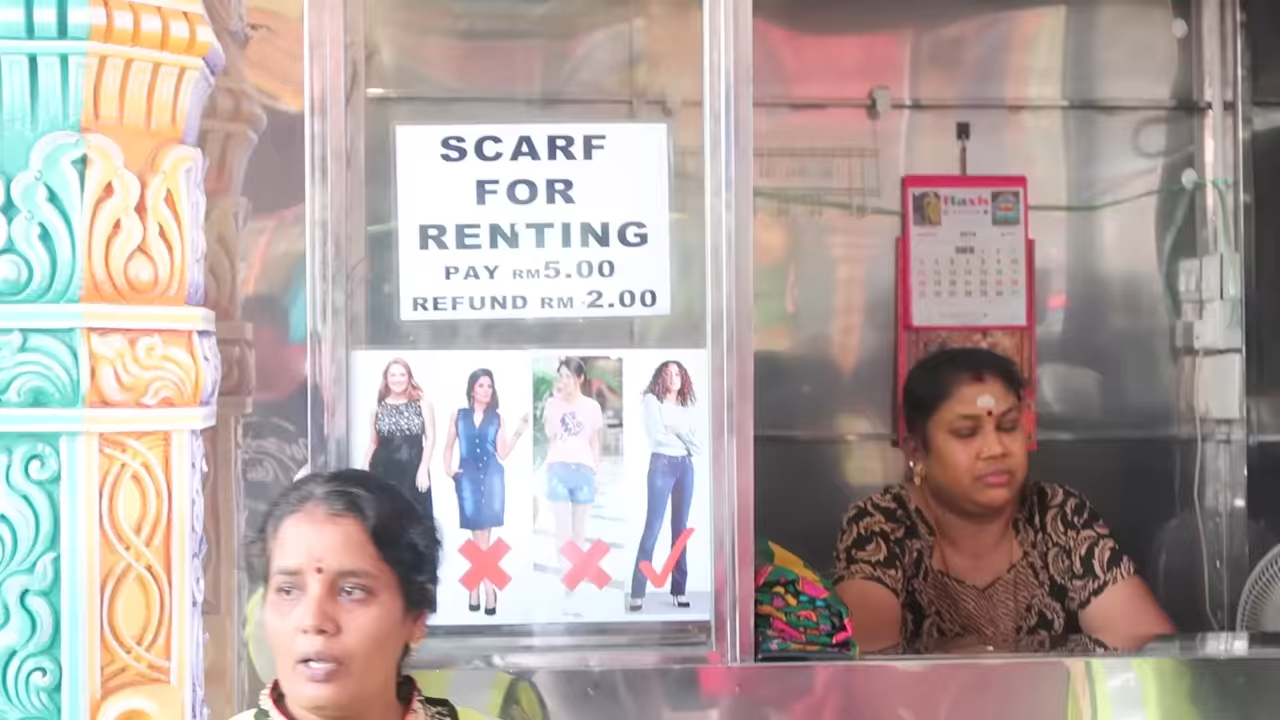 SCARF
FOR
RENTING
PAY RM5.00
REFUND RM 2.00